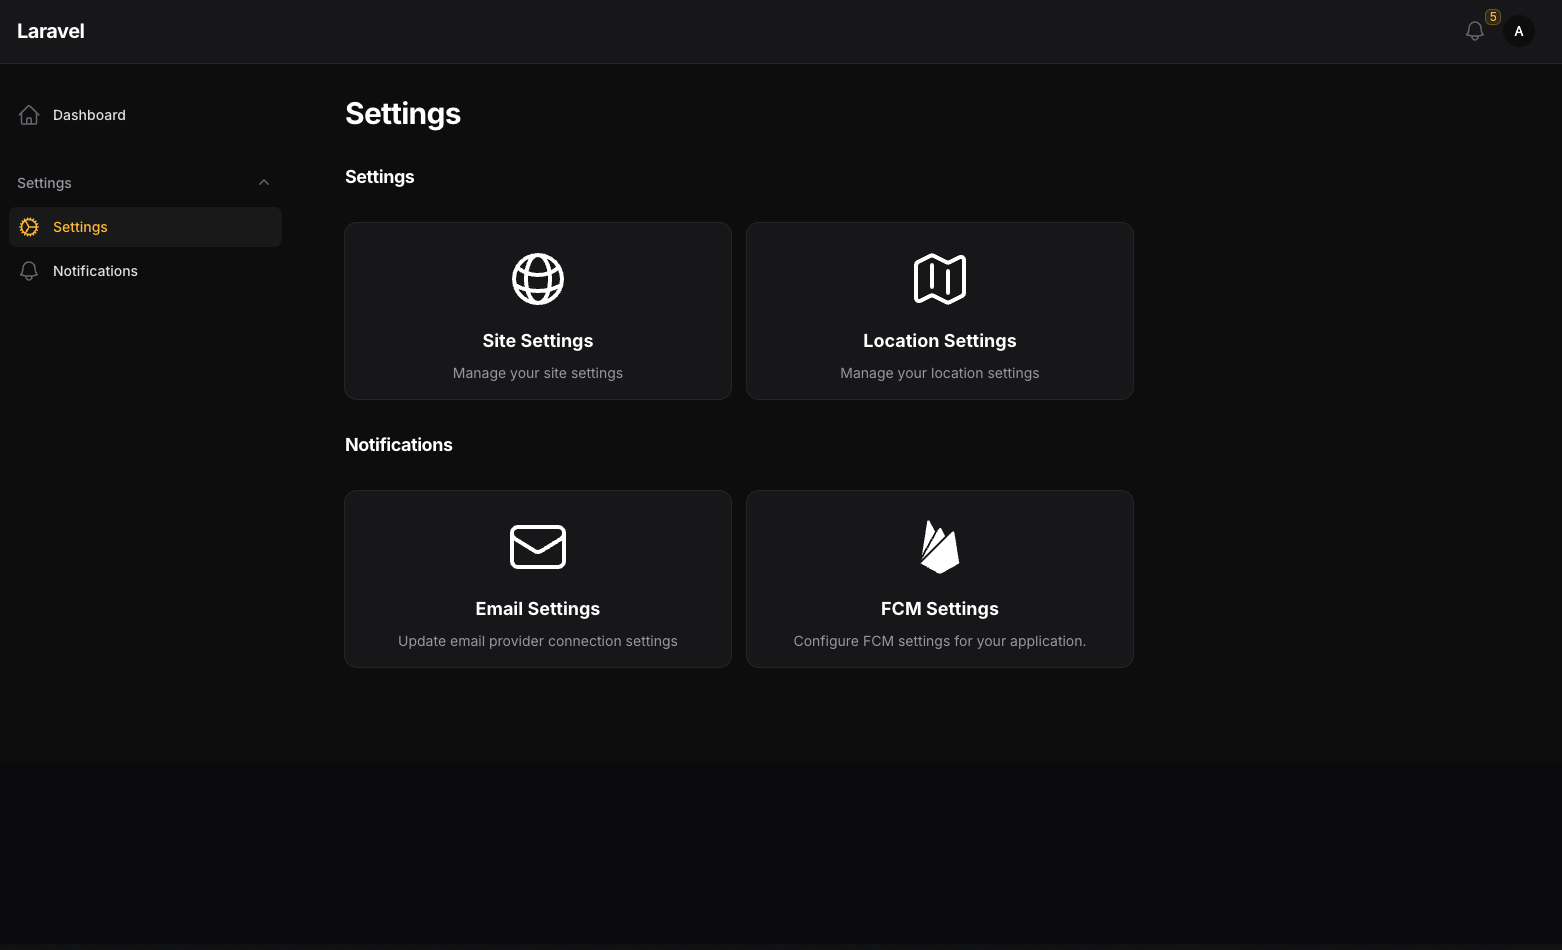 Laravel
5
A
Dashboard
Settings
Settings
Notifications
Settings
Settings
Site Settings
Manage your site settings
Location Settings
Manage your location settings
Notifications
Email Settings
Update email provider connection settings
FCM Settings
Configure FCM settings for your application.